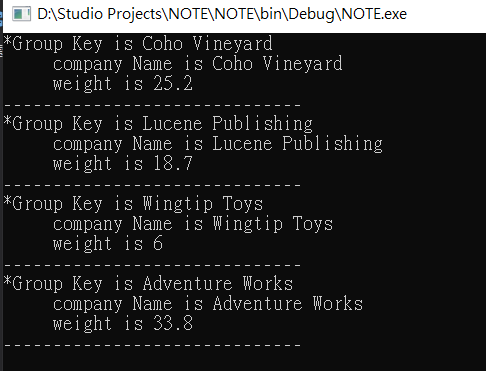 D:\Studio Projects\NOTE\NOTE\bin\Debug\NOTE.exe
*Group Key is Coho Vineyard
     company Name is Coho Vineyard
     weight is 25.2
------------------------------
*Group Key is Lucene Publishing
     company Name is Lucene Publishing
     weight is 18.7
------------------------------
*Group Key is Wingtip Toys
     company Name is Wingtip Toys
     weight is 6
------------------------------
*Group Key is Adventure Works
     company Name is Adventure Works
     weight is 33.8
------------------------------